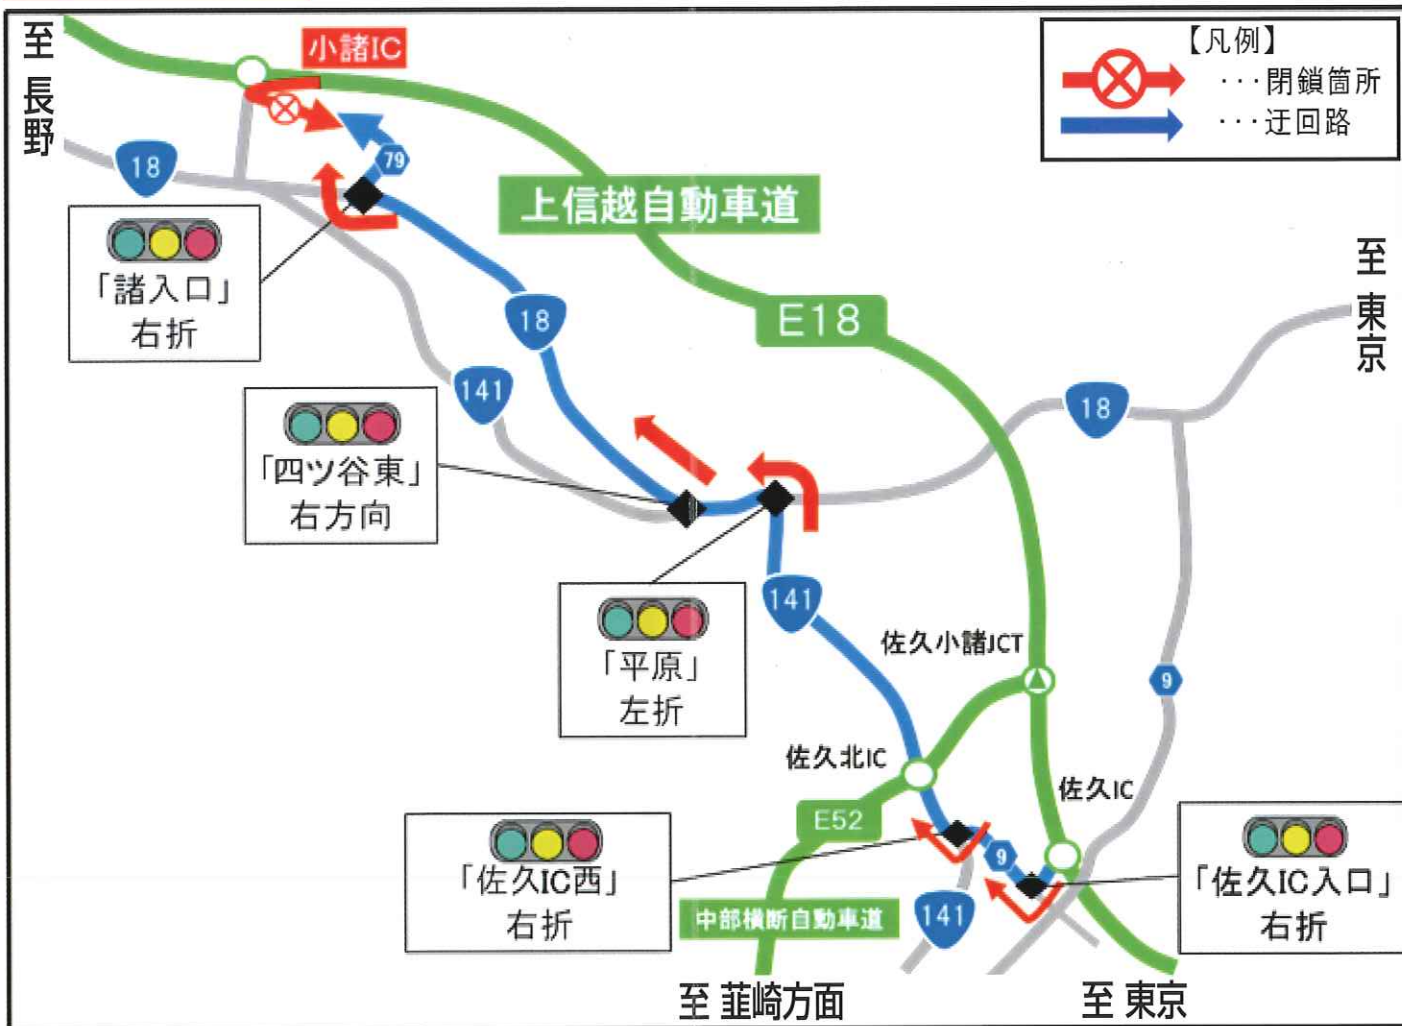 至 長野
小諸IC
【凡例】
・・・閉鎖箇所
・・・迂回路
18
79
上信越自動車道
「諸入口」
右折
至 東京
E18
18
141
18
「四ツ谷東」
右方向
141
「平原」
左折
佐久小諸JCT
9
佐久北IC
佐久IC
E52
「佐久IC西」
右折
9
「佐久IC入口」
右折
中部横断自動車道
141
至 韮崎方面
至 東京